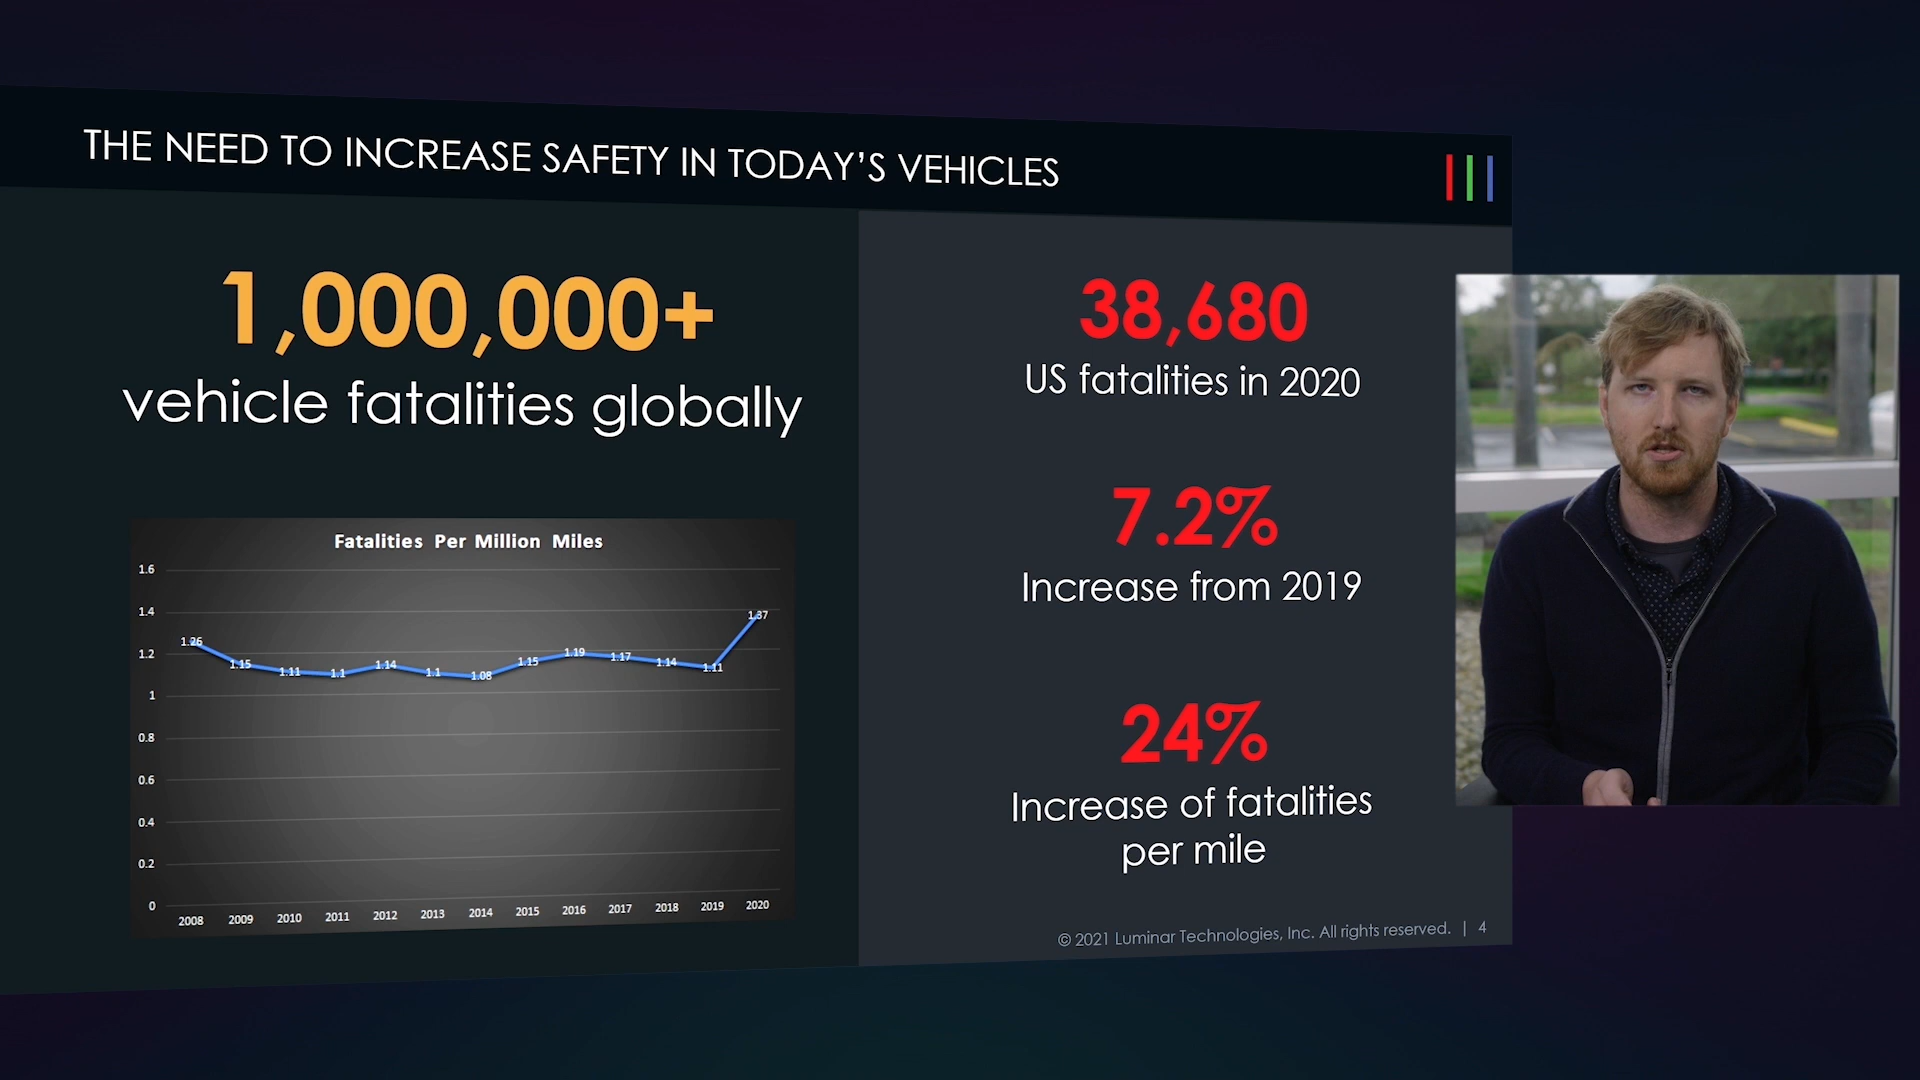 THE NEED TO INCREASE SAFETY IN TODAY'S VEHICLES
1,000,000+
vehicle fatalities globally
Fatalities Per Million Miles
1.6
1.4
1.2
1
0.8
0.6
0.4
0.2
0
1.26
1.15
1.11
1.1
1.14
1.1
1.08
1.15
1.19
1.17
1.14
1.11
1.37
2008 2009 2010 2011 2012 2013 2014 2015 2016 2017 2018 2019 2020
38,680
US fatalities in 2020
7.2%
Increase from 2019
24%
Increase of fatalities
per mile
© 2021 Luminar Technologies, Inc. All rights reserved. | 4